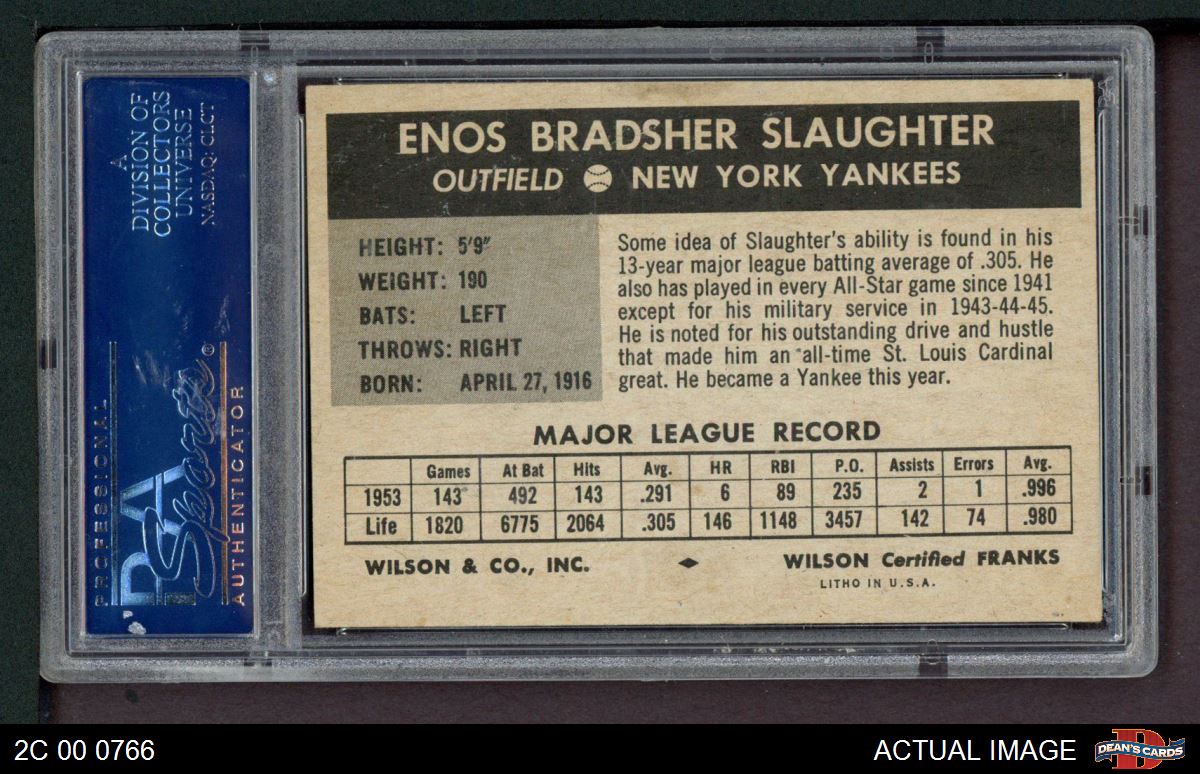 A
DIVISION OF
COLLECTORS
UNIVERSE
NASDAQ: CLCT
PROFESSIONAL
PSA
Sports
©
AUTHENTICATOR
ENOS BRADSHER SLAUGHTER
OUTFIELD NEW YORK YANKEES
HEIGHT: 5'9"
WEIGHT: 190
BATS: LEFT
THROWS: RIGHT
BORN: APRIL 27, 1916
Some idea of Slaughter's ability is found in his
13-year major league batting average of .305. He
also has played in every All-Star game since 1941
except for his military service in 1943-44-45.
He is noted for his outstanding drive and hustle
that made him an all-time St. Louis Cardinal
great. He became a Yankee this year.
MAJOR LEAGUE RECORD
Games At Bat Hits Avg. HR RBI P.O. Assists Errors Avg.
1953 143 492 143 .291 6 89 235 2 1 .996
Life 1820 6775 2064 .305 146 1148 3457 142 74 .980
WILSON & CO., INC. WILSON Certified FRANKS
LITHO IN U.S.A.
2C 00 0766 ACTUAL IMAGE
D
DEAN'S CARDS